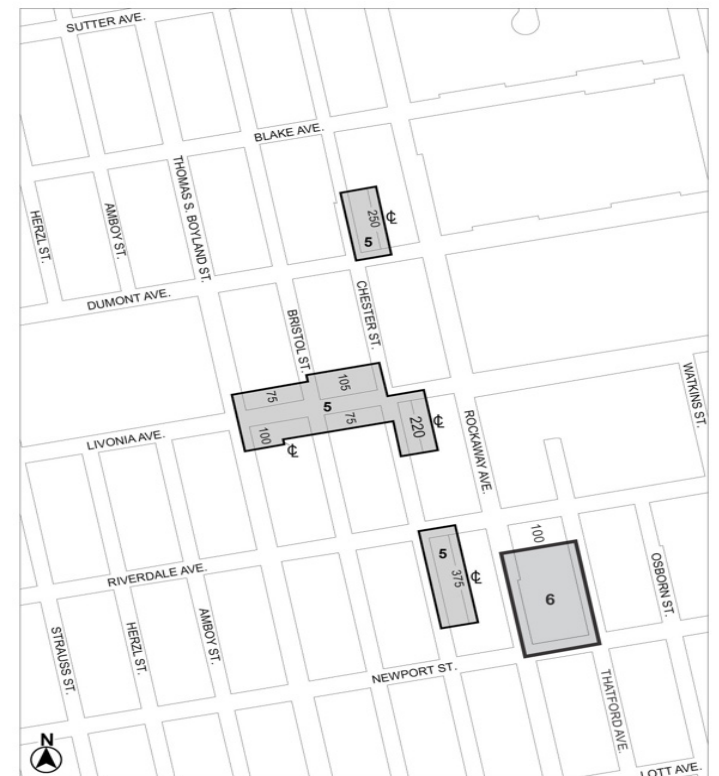 SUTTER AVE.
BLAKE AVE.
THOMAS S. BOYLAND ST.
HERZL ST.
AMBOY ST.
250
℄
5
DUMONT AVE.
BRISTOL ST.
CHESTER ST.
75
105
5
WATKINS ST.
LIVONIA AVE.
100
75
220
℄
ROCKAWAY AVE.
100
5
375
℄
OSBORN ST.
RIVERDALE AVE.
6
STRAUSS ST.
HERZL ST.
AMBOY ST.
NEWPORT ST.
THATFORD AVE.
N
LOTT AVE.